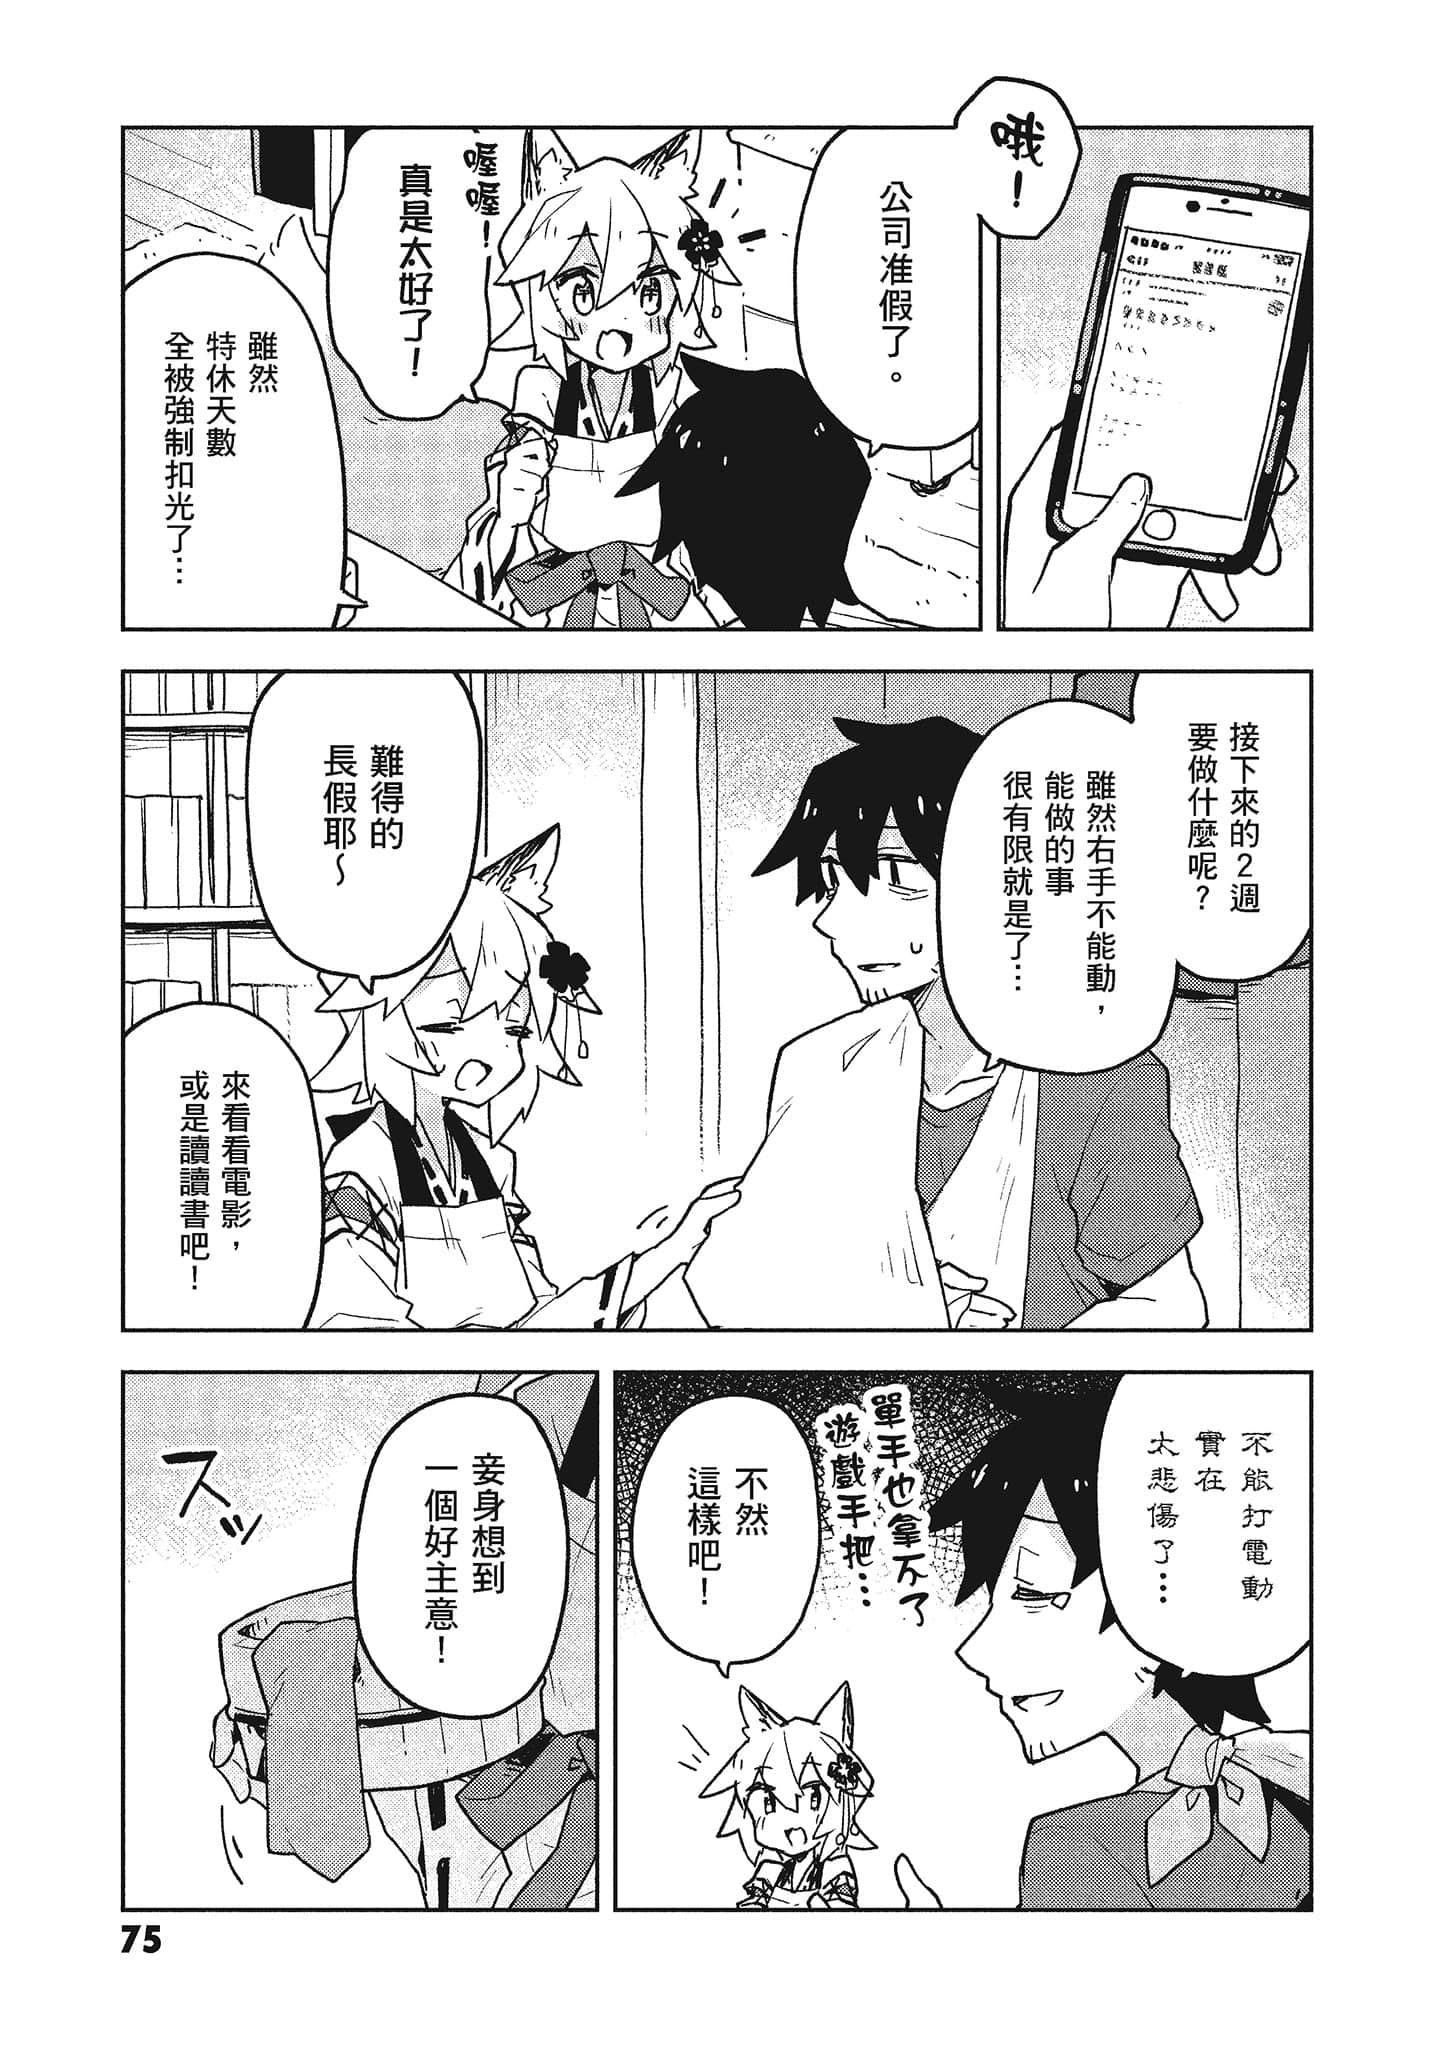 哦！
公司准假了。
喔喔！
真是太好了！
雖然
特休天數
全被強制扣光了…
接下來的2週
要做什麼呢？
雖然右手不能動，
能做的事
很有限就是了…
難得的
長假耶～
來看看電影，
或是讀讀書吧！
不能打電動
實在
太悲傷了…
單手也拿不了
遊戲手把…
不然
這樣吧！
妾身想到
一個好主意！
スッ
75